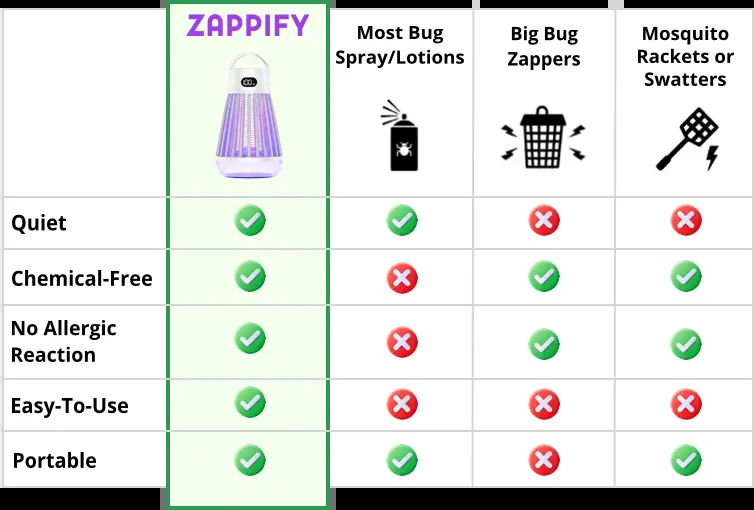 ZAPPIFY
Most Bug
Spray/Lotions
Big Bug
Zappers
Mosquito
Rackets or
Swatters
Quiet
Chemical-Free
No Allergic
Reaction
Easy-To-Use
Portable